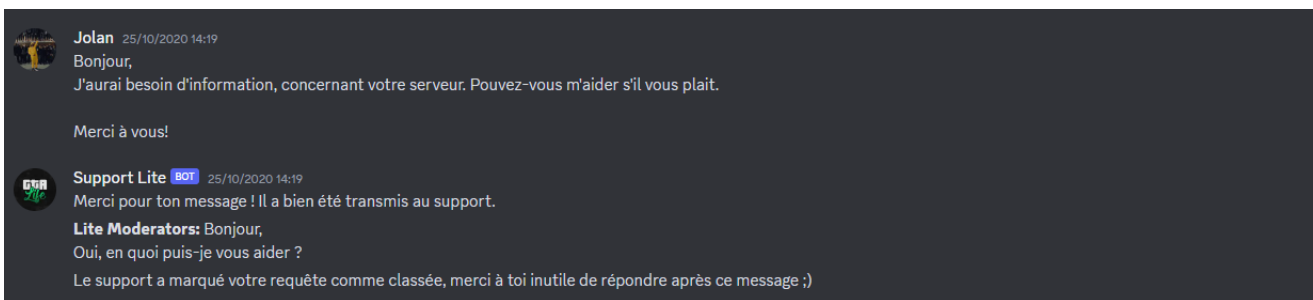 Jolan 25/10/2020 14:19
Bonjour,
J'aurai besoin d'information, concernant votre serveur. Pouvez-vous m'aider s'il vous plait.
Merci à vous!
GTA
Life
Support Lite BOT 25/10/2020 14:19
Merci pour ton message ! Il a bien été transmis au support.
Lite Moderators: Bonjour,
Oui, en quoi puis-je vous aider ?
Le support a marqué votre requête comme classée, merci à toi inutile de répondre après ce message ;)